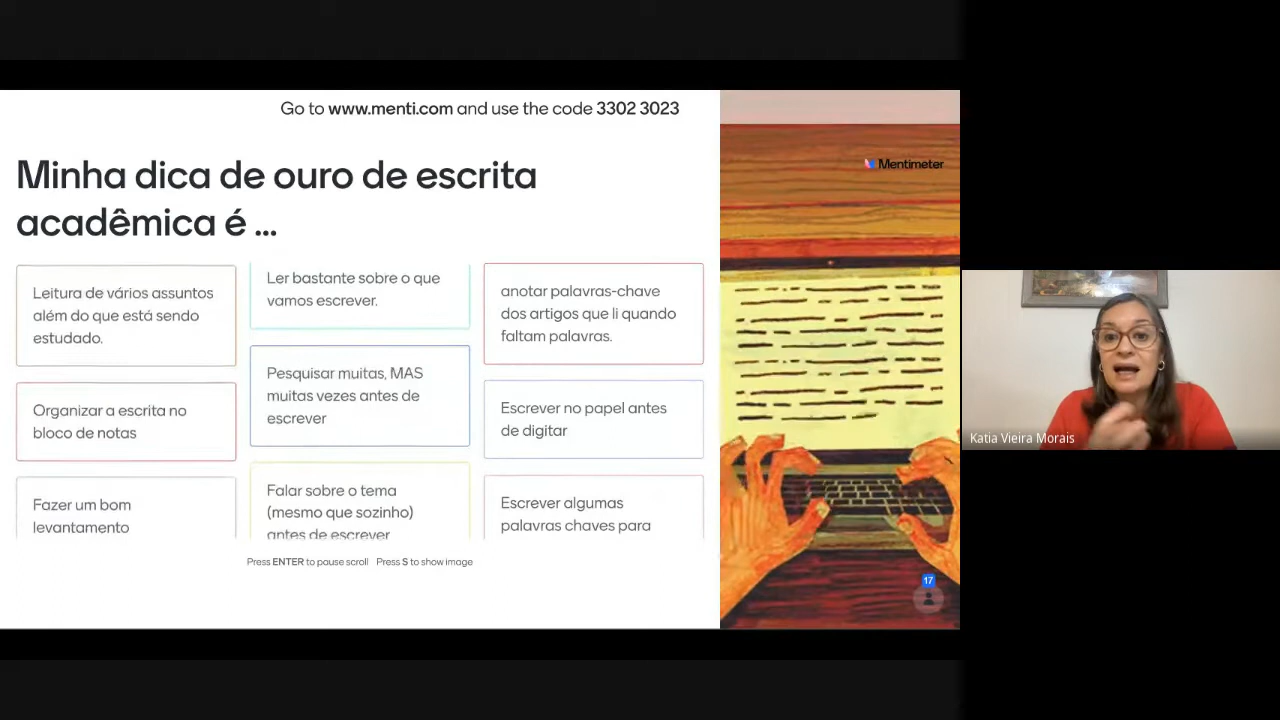 Go to www.menti.com and use the code 3302 3023
Minha dica de ouro de escrita
acadêmica é ...
Mentimeter
Leitura de vários assuntos
além do que está sendo
estudado.
Organizar a escrita no
bloco de notas
Fazer um bom
levantamento
Ler bastante sobre o que
vamos escrever.
Pesquisar muitas, MAS
muitas vezes antes de
escrever
Falar sobre o tema
(mesmo que sozinho)
antes de escrever
anotar palavras-chave
dos artigos que li quando
faltam palavras.
Escrever no papel antes
de digitar
Escrever algumas
palavras chaves para
Press ENTER to pause scroll Press S to show image
17
Katia Vieira Morais